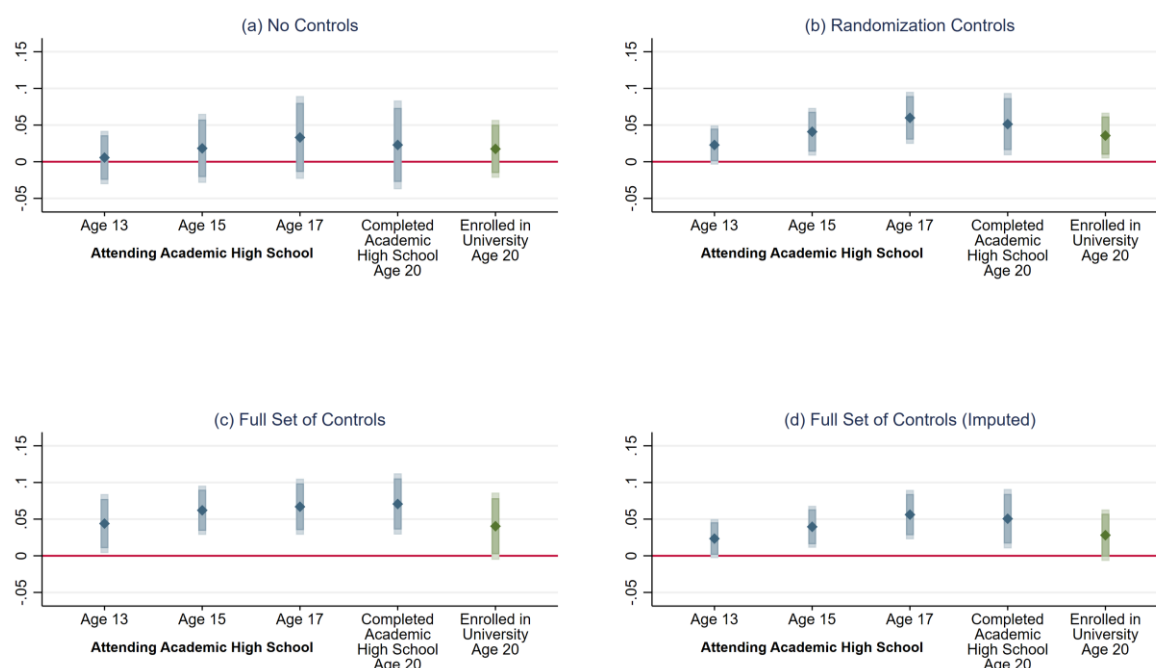 (a) No Controls
.15
.1
.05
0
-.05
Age 13 Age 15 Age 17 Completed Academic High School Age 20 Enrolled in University Age 20
Attending Academic High School
(b) Randomization Controls
.15
.1
.05
0
-.05
Age 13 Age 15 Age 17 Completed Academic High School Age 20 Enrolled in University Age 20
Attending Academic High School
(c) Full Set of Controls
.15
.1
.05
0
-.05
Age 13 Age 15 Age 17 Completed Academic High School Age 20 Enrolled in University Age 20
Attending Academic High School
(d) Full Set of Controls (Imputed)
.15
.1
.05
0
-.05
Age 13 Age 15 Age 17 Completed Academic High School Age 20 Enrolled in University Age 20
Attending Academic High School